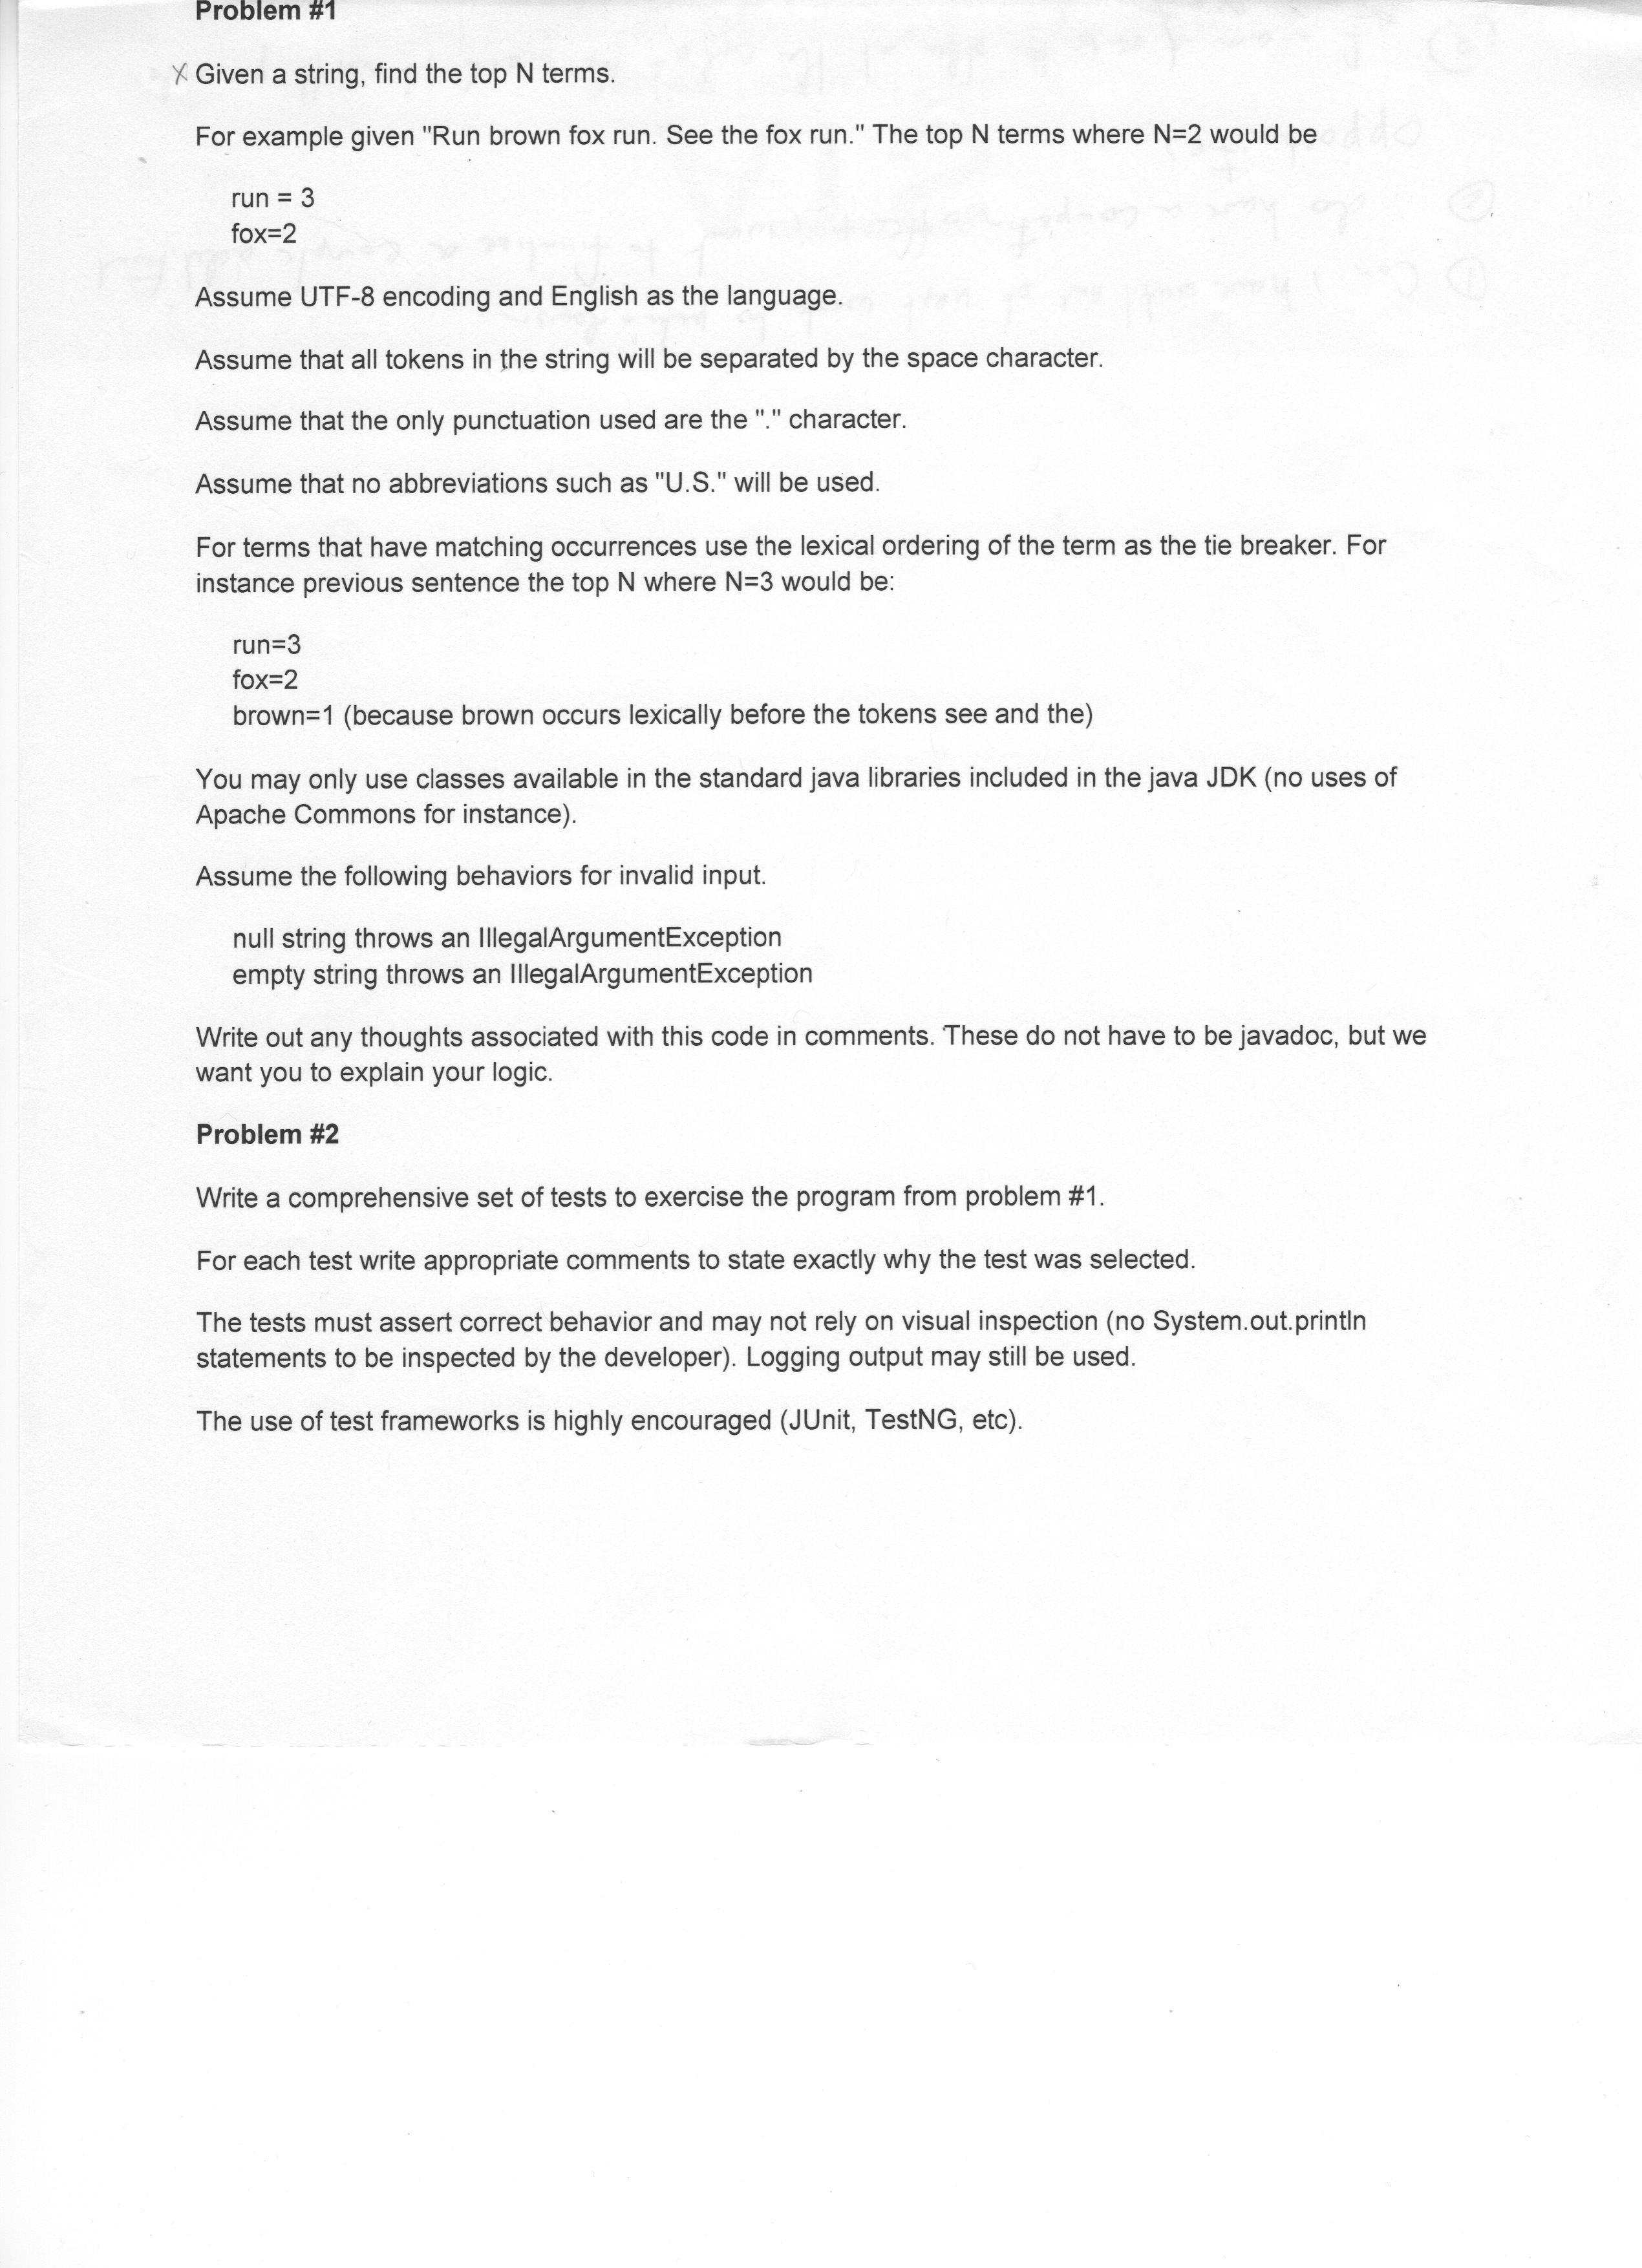 Problem #1
X Given a string, find the top N terms.
For example given "Run brown fox run. See the fox run." The top N terms where N=2 would be
run = 3
fox=2
Assume UTF-8 encoding and English as the language.
Assume that all tokens in the string will be separated by the space character.
Assume that the only punctuation used are the "." character.
Assume that no abbreviations such as "U.S." will be used.
For terms that have matching occurrences use the lexical ordering of the term as the tie breaker. For
instance previous sentence the top N where N=3 would be:
run=3
fox=2
brown=1 (because brown occurs lexically before the tokens see and the)
You may only use classes available in the standard java libraries included in the java JDK (no uses of
Apache Commons for instance).
Assume the following behaviors for invalid input.
null string throws an IllegalArgumentException
empty string throws an IllegalArgumentException
Write out any thoughts associated with this code in comments. These do not have to be javadoc, but we
want you to explain your logic.
Problem #2
Write a comprehensive set of tests to exercise the program from problem #1.
For each test write appropriate comments to state exactly why the test was selected.
The tests must assert correct behavior and may not rely on visual inspection (no System.out.println
statements to be inspected by the developer). Logging output may still be used.
The use of test frameworks is highly encouraged (JUnit, TestNG, etc).